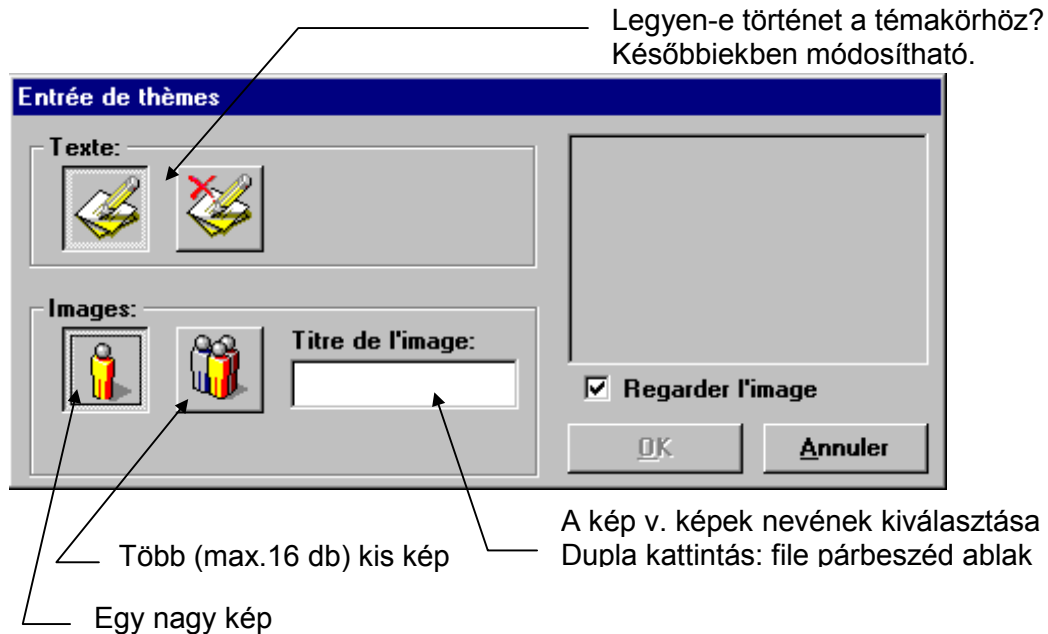 Legyen-e történet a témakörhöz?
Későbbiekben módosítható.
Entrée de thèmes
Texte:
Images:
Titre de l'image:
Regarder l'image
OK
Annuler
A kép v. képek nevének kiválasztása
Dupla kattintás: file párbeszéd ablak
Több (max.16 db) kis kép
Egy nagy kép